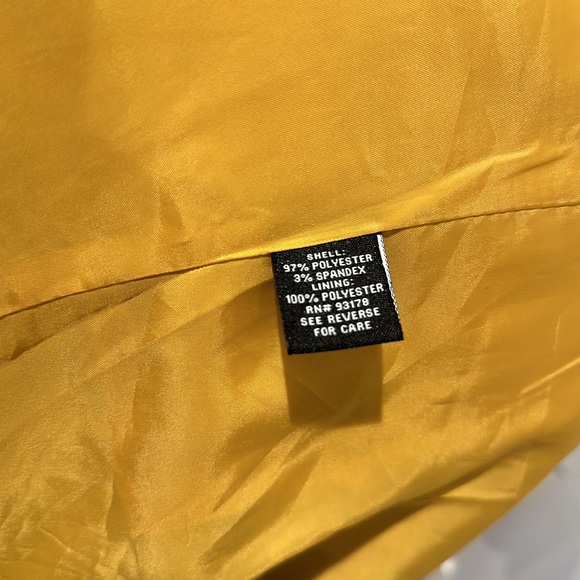 SHELL:
97% POLYESTER
3% SPANDEX
LINING:
100% POLYESTER
RN# 93178
SEE REVERSE
FOR CARE